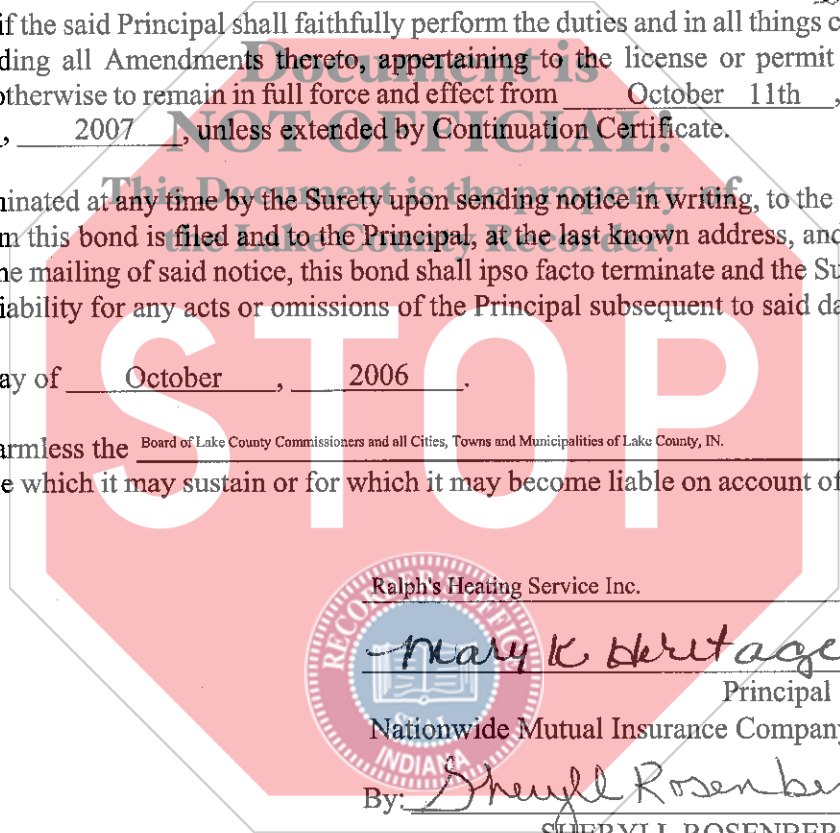 if the said Principal shall faithfully perform the duties and in all things
ding all Amendments thereto, appertaining to the license or permit
otherwise to remain in full force and effect from October 11th,
, 2007, unless extended by Continuation Certificate.
Document is
NOT OFFICIAL!
This Document is the property of
the Lake County Recorder!
inated at any time by the Surety upon sending notice in writing, to the
m this bond is filed and to the Principal, at the last known address, and
he mailing of said notice, this bond shall ipso facto terminate and the Su
iability for any acts or omissions of the Principal subsequent to said da
STOP
ay of October, 2006.
armless the Board of Lake County Commissioners and all Cities, Towns and Municipalities of Lake County, IN.
e which it may sustain or for which it may become liable on account of
Ralph's Heating Service Inc.
Mary K Heritage
Principal
Nationwide Mutual Insurance Company
RECORDER'S OFFICE
SEAL
INDIANA
By: Sheryll Rosenbe
SHERYLL ROSENBER